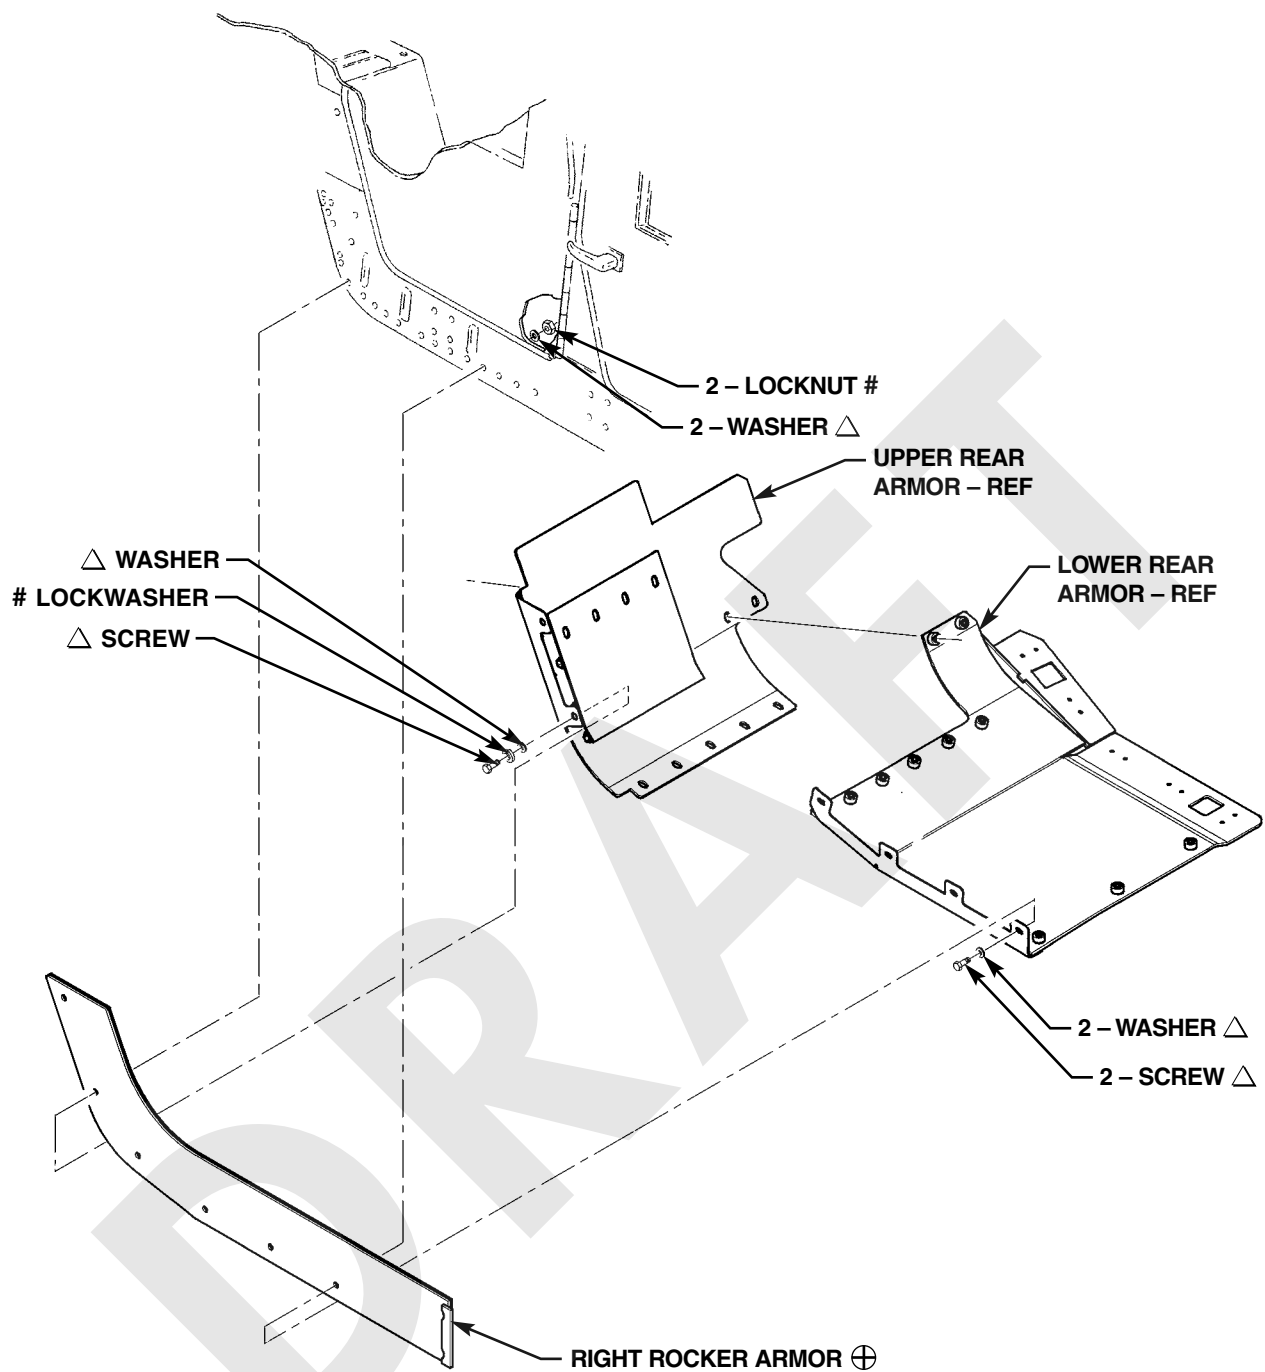 2 – LOCKNUT #
2 – WASHER △
UPPER REAR
ARMOR – REF
△ WASHER
# LOCKWASHER
△ SCREW
LOWER REAR
ARMOR – REF
2 – WASHER △
2 – SCREW △
RIGHT ROCKER ARMOR ⊕
DRAFT